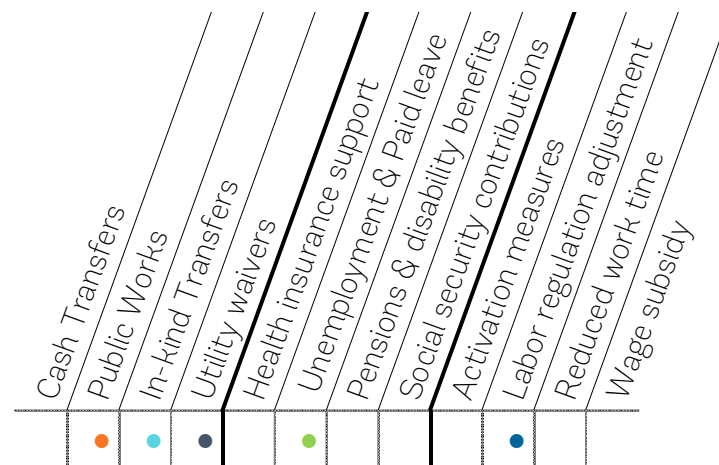 Cash Transfers
Public Works
In-kind Transfers
Utility waivers
Health insurance support
Unemployment & Paid leave
Pensions & disability benefits
Social security contributions
Activation measures
Labor regulation adjustment
Reduced work time
Wage subsidy